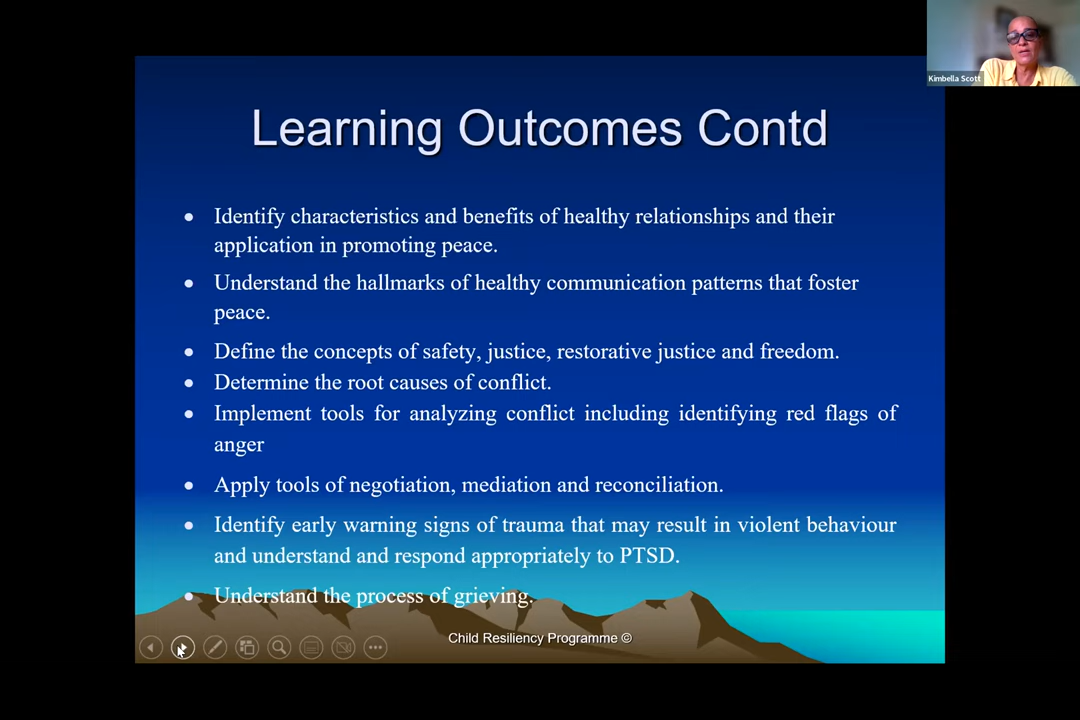 Kimbella Scott
Learning Outcomes Contd
Identify characteristics and benefits of healthy relationships and their
application in promoting peace.
Understand the hallmarks of healthy communication patterns that foster
peace.
Define the concepts of safety, justice, restorative justice and freedom.
Determine the root causes of conflict.
Implement tools for analyzing conflict including identifying red flags of
anger
Apply tools of negotiation, mediation and reconciliation.
Identify early warning signs of trauma that may result in violent behaviour
and understand and respond appropriately to PTSD.
Understand the process of grieving.
Child Resiliency Programme ©